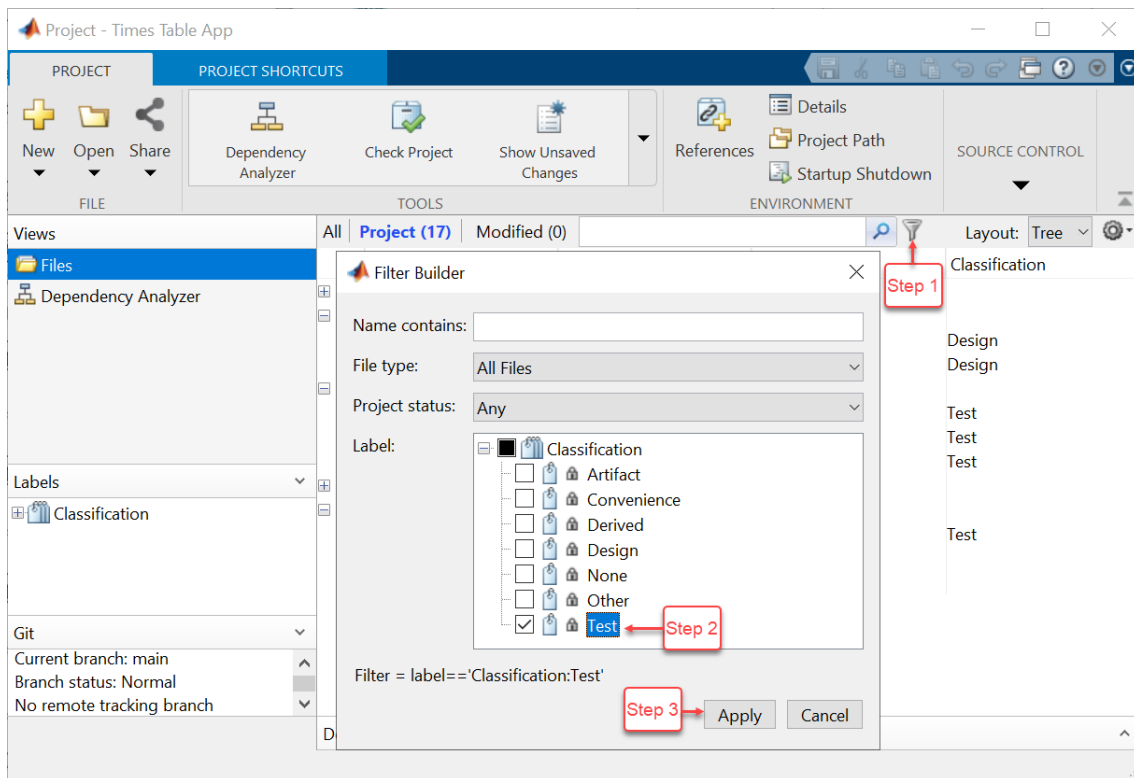 Project - Times Table App
PROJECT
PROJECT SHORTCUTS
New
Open
Share
FILE
Dependency
Analyzer
Check Project
Show Unsaved
Changes
TOOLS
References
Details
Project Path
Startup Shutdown
ENVIRONMENT
SOURCE CONTROL
Views
Files
Dependency Analyzer
Labels
Classification
Git
Current branch: main
Branch status: Normal
No remote tracking branch
All
Project (17)
Modified (0)
Layout: Tree
Step 1
Classification
Design
Design
Test
Test
Test
Test
Filter Builder
Name contains:
File type: All Files
Project status: Any
Label:
Classification
Artifact
Convenience
Derived
Design
None
Other
Test
Step 2
Filter = label=='Classification:Test'
Step 3
Apply
Cancel